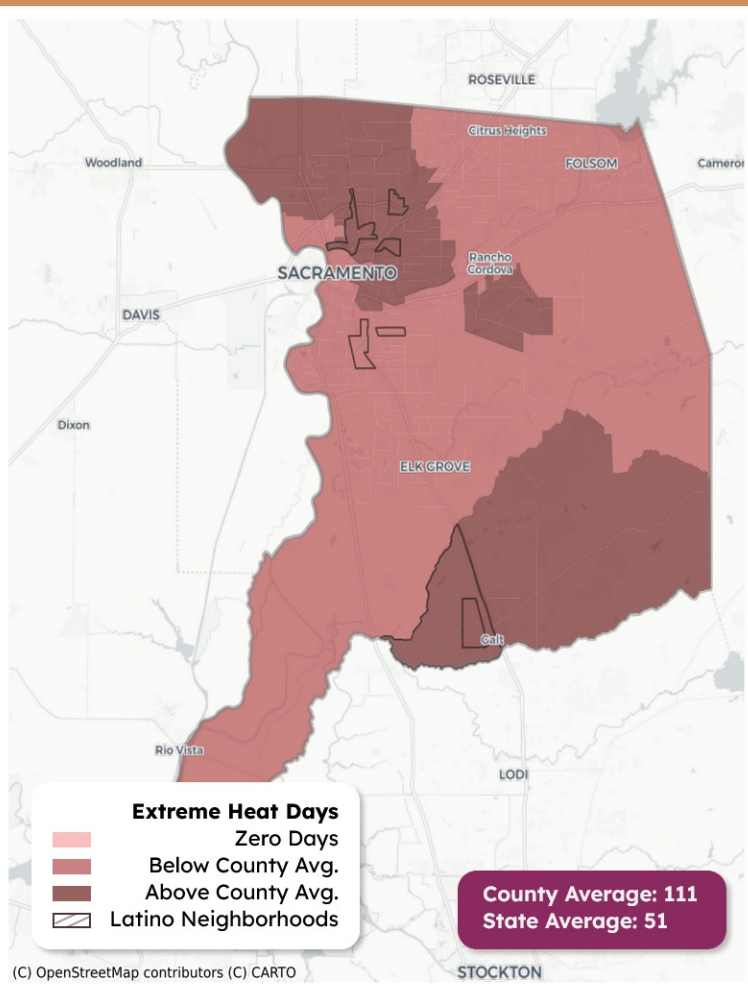 ROSEVILLE
Citrus Heights
Woodland
FOLSOM
Cameron
Rancho
Cordova
SACRAMENTO
DAVIS
Dixon
ELK GROVE
Galt
Rio Vista
LODI
Extreme Heat Days
Zero Days
Below County Avg.
Above County Avg.
Latino Neighborhoods
County Average: 111
State Average: 51
(C) OpenStreetMap contributors (C) CARTO
STOCKTON